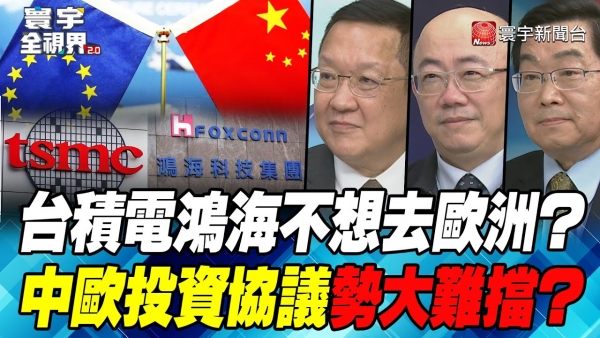 寰宇
全視界2.0
News
寰宇新聞台
tsmc
FOXCONN
鴻海科技集團
台積電鴻海不想去歐洲？
中歐投資協議勢大難擋？